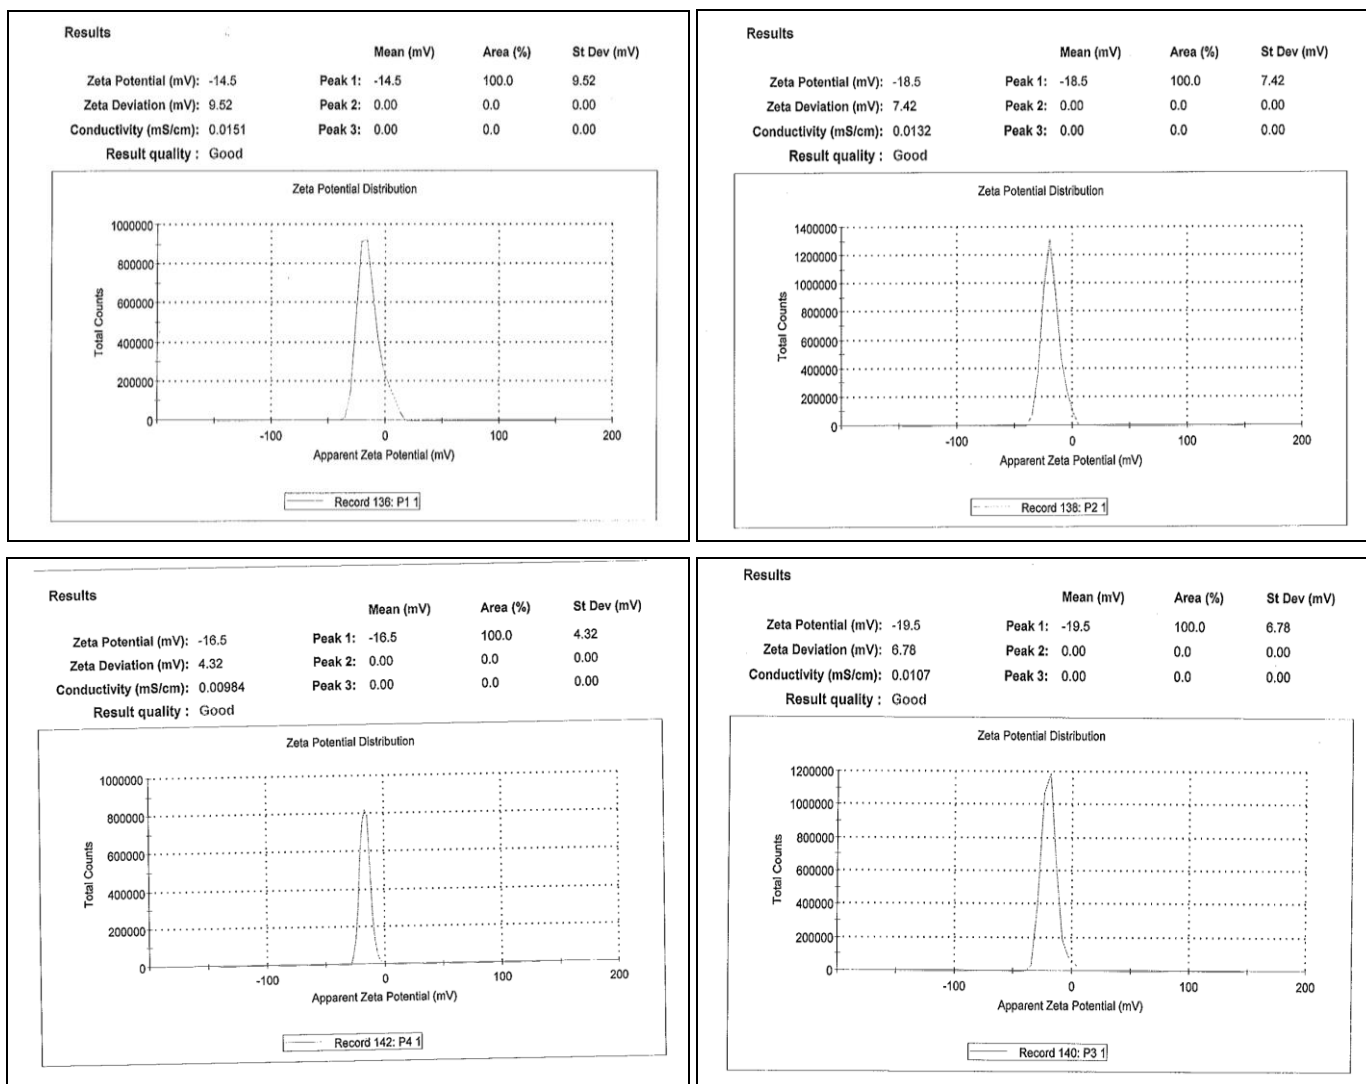 Results
Mean (mV) Area (%) St Dev (mV)
Zeta Potential (mV): -14.5 Peak 1: -14.5 100.0 9.52
Zeta Deviation (mV): 9.52 Peak 2: 0.00 0.0 0.00
Conductivity (mS/cm): 0.0151 Peak 3: 0.00 0.0 0.00
Result quality : Good
Zeta Potential Distribution
1000000
800000
600000
400000
200000
0
Total Counts
-100 0 100 200
Apparent Zeta Potential (mV)
Record 136: P1 1
Results
Mean (mV) Area (%) St Dev (mV)
Zeta Potential (mV): -18.5 Peak 1: -18.5 100.0 7.42
Zeta Deviation (mV): 7.42 Peak 2: 0.00 0.0 0.00
Conductivity (mS/cm): 0.0132 Peak 3: 0.00 0.0 0.00
Result quality : Good
Zeta Potential Distribution
1400000
1200000
1000000
800000
600000
400000
200000
0
Total Counts
-100 0 100 200
Apparent Zeta Potential (mV)
Record 138: P2 1
Results
Mean (mV) Area (%) St Dev (mV)
Zeta Potential (mV): -16.5 Peak 1: -16.5 100.0 4.32
Zeta Deviation (mV): 4.32 Peak 2: 0.00 0.0 0.00
Conductivity (mS/cm): 0.00984 Peak 3: 0.00 0.0 0.00
Result quality : Good
Zeta Potential Distribution
1000000
800000
600000
400000
200000
0
Total Counts
-100 0 100 200
Apparent Zeta Potential (mV)
Record 142: P4 1
Results
Mean (mV) Area (%) St Dev (mV)
Zeta Potential (mV): -19.5 Peak 1: -19.5 100.0 6.78
Zeta Deviation (mV): 6.78 Peak 2: 0.00 0.0 0.00
Conductivity (mS/cm): 0.0107 Peak 3: 0.00 0.0 0.00
Result quality : Good
Zeta Potential Distribution
1200000
1000000
800000
600000
400000
200000
0
Total Counts
-100 0 100 200
Apparent Zeta Potential (mV)
Record 140: P3 1